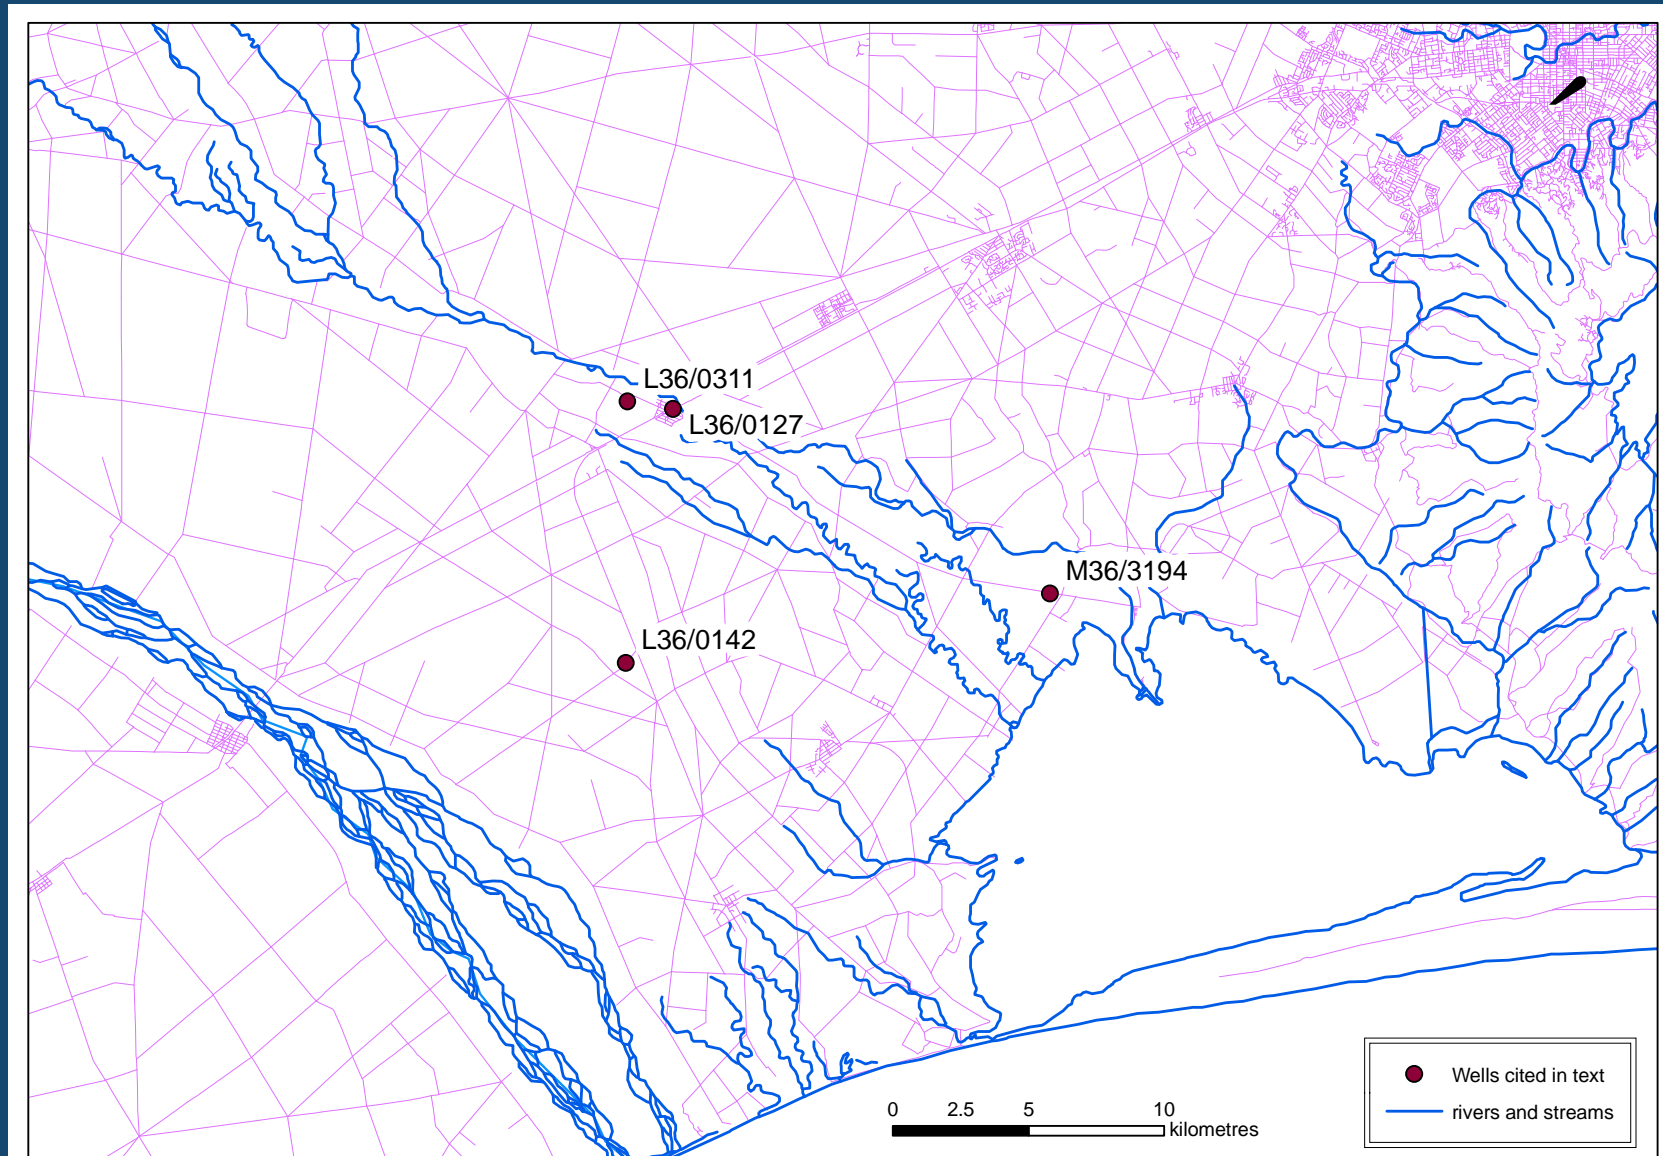 L36/0311
L36/0127
M36/3194
L36/0142
0 2.5 5 10
kilometres
Wells cited in text
rivers and streams